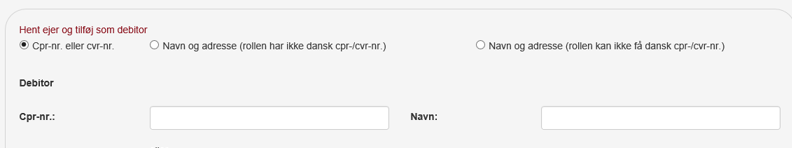 Hent ejer og tilføj som debitor
Cpr-nr. eller cvr-nr. Navn og adresse (rollen har ikke dansk cpr-/cvr-nr.) Navn og adresse (rollen kan ikke få dansk cpr-/cvr-nr.)
Debitor
Cpr-nr.: Navn: